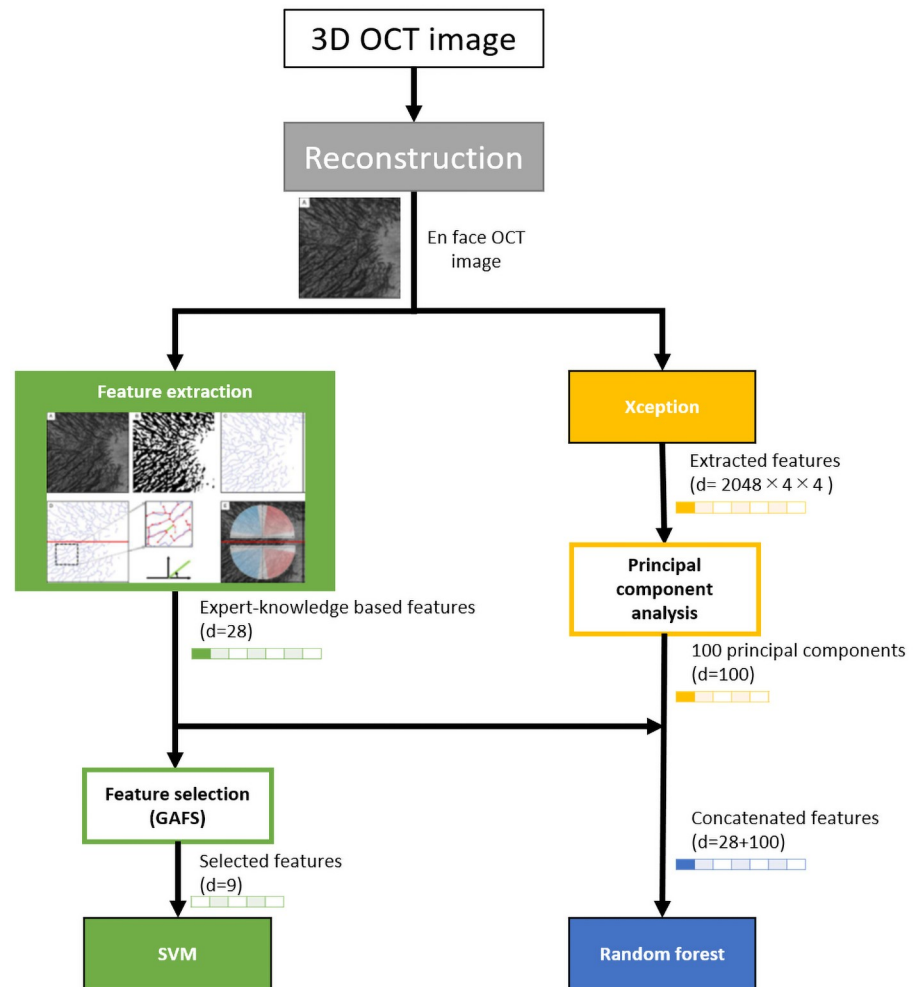 3D OCT image
Reconstruction
A
En face OCT
image
Feature extraction
A
B
C
D
E
Xception
Extracted features
(d= 2048 × 4 × 4 )
Principal
component
analysis
Expert-knowledge based features
(d=28)
100 principal components
(d=100)
Feature selection
(GAFS)
Concatenated features
(d=28+100)
Selected features
(d=9)
SVM
Random forest